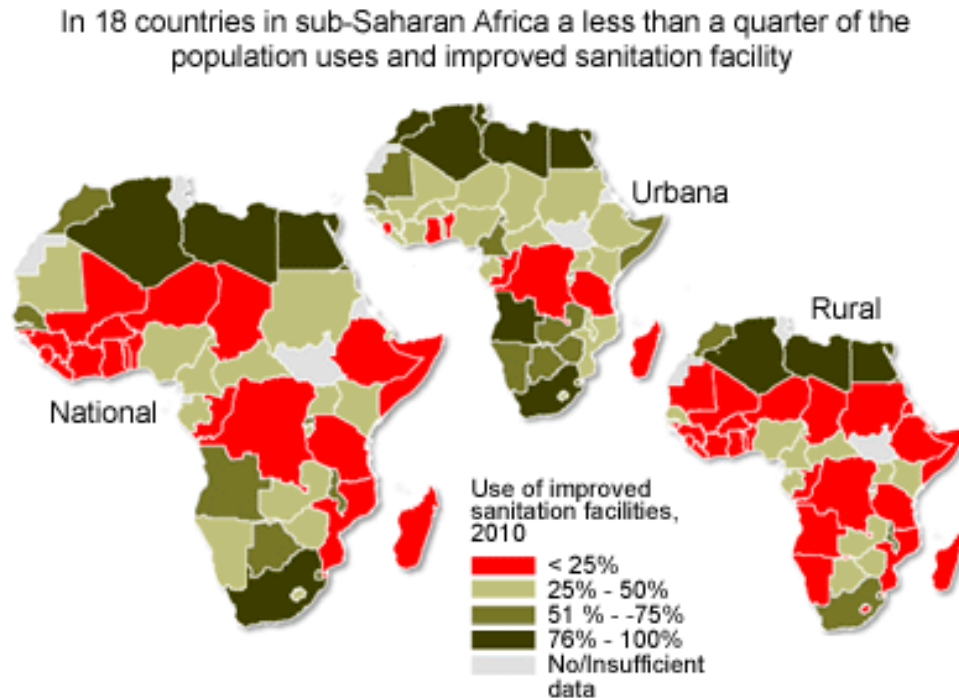 In 18 countries in sub-Saharan Africa a less than a quarter of the
population uses and improved sanitation facility
Urbana
Rural
National
Use of improved
sanitation facilities,
2010
< 25%
25% - 50%
51 % - -75%
76% - 100%
No/Insufficient
data